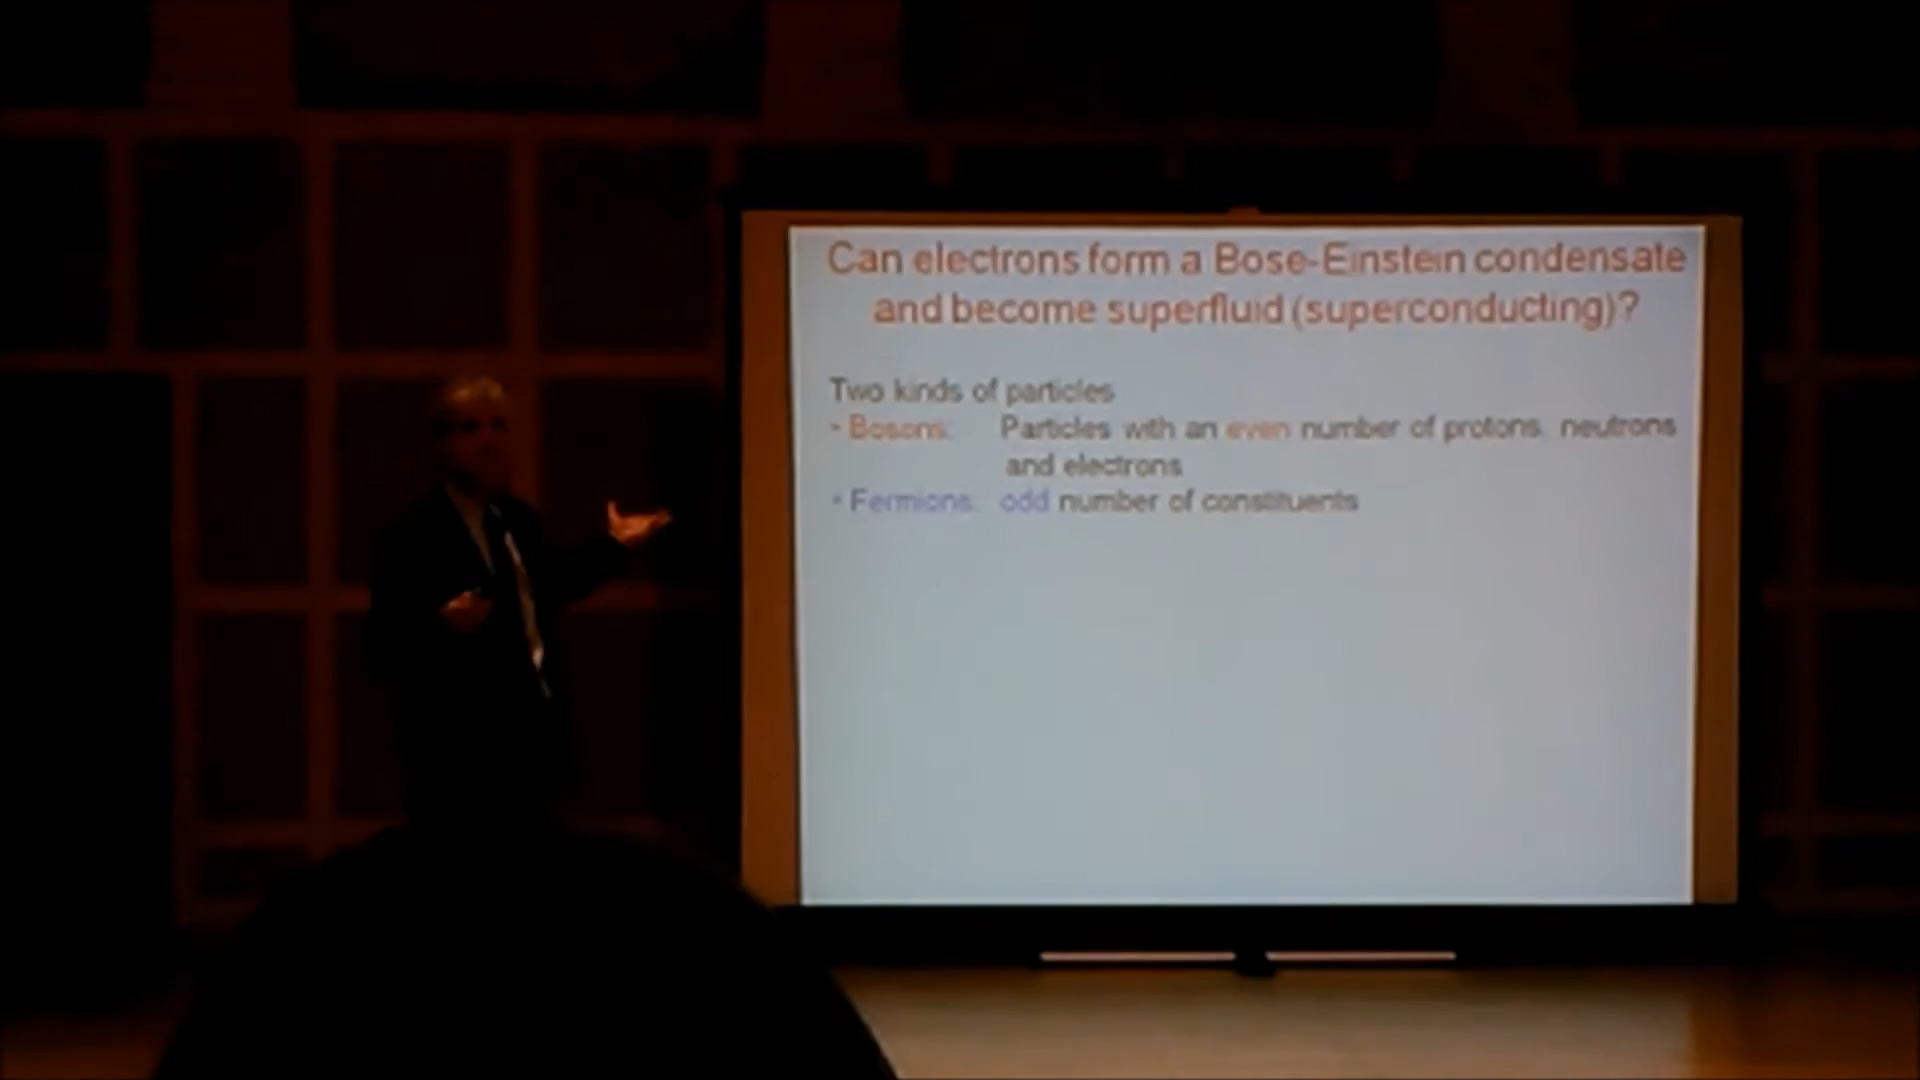 Can electrons form a Bose-Einstein condensate
and become superfluid (superconducting)?
Two kinds of particles
• Bosons: Particles with an even number of protons, neutrons
and electrons
• Fermions: odd number of constituents